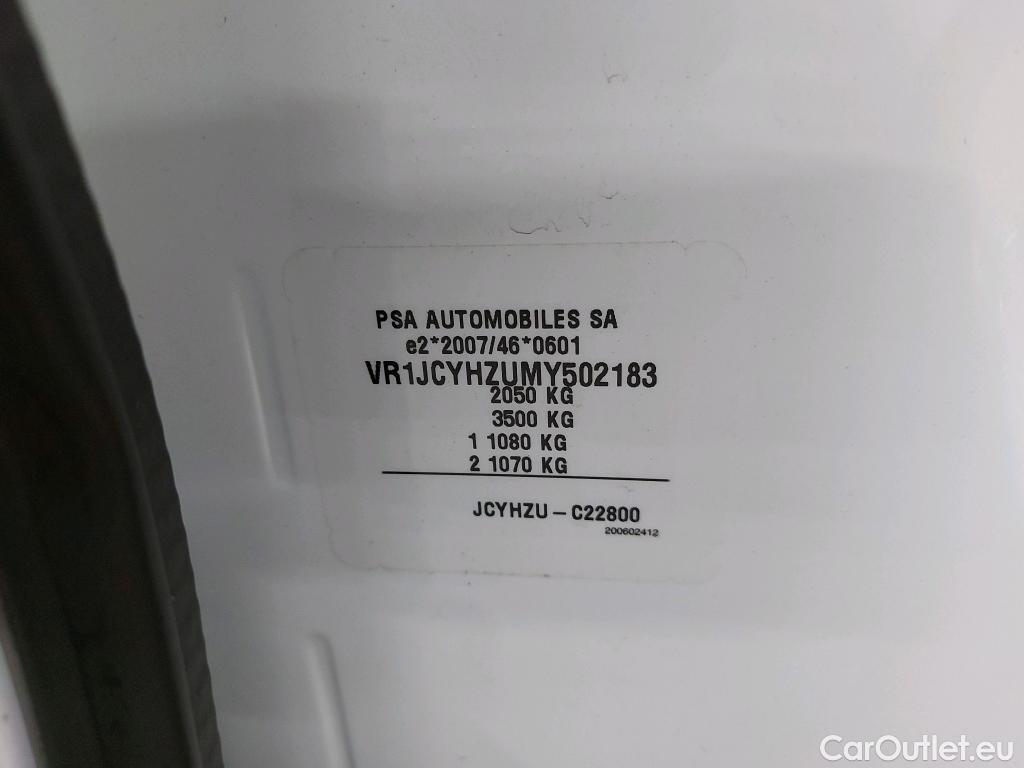 PSA AUTOMOBILES SA
e2*2007/46*0601
VR1JCYHZUMY502183
2050 KG
3500 KG
1 1080 KG
2 1070 KG
JCYHZU – C22800
200602412
CarOutlet.eu